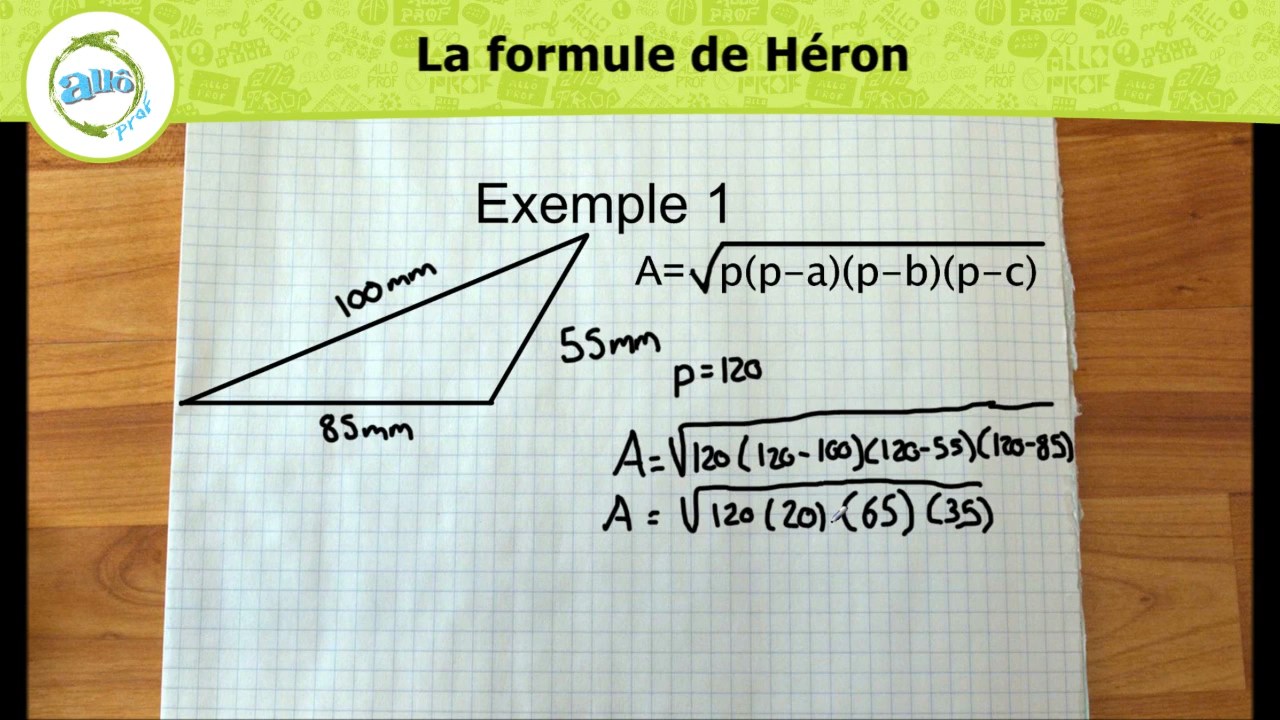 La formule de Héron
allô
prof
Exemple 1
100mm
A=√p(p-a)(p-b)(p-c)
55mm
p=120
85mm
A=√120(120-100)(120-55)(120-85)
A = √120(20)·(65)(35)